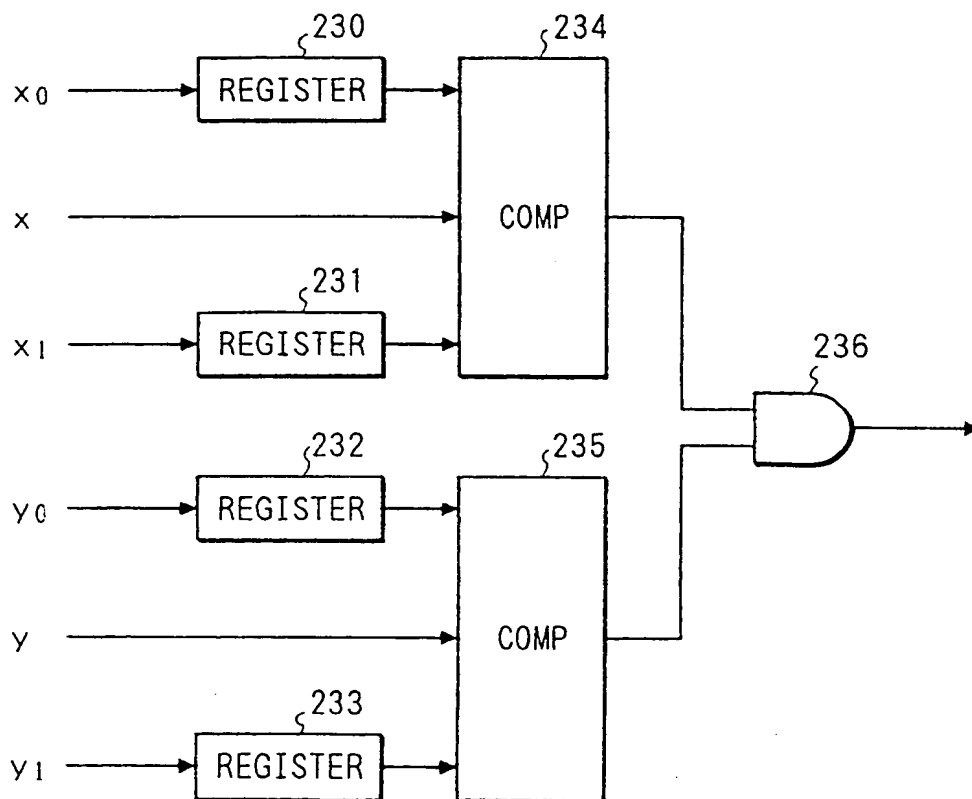 230
234
x0
REGISTER
x
COMP
231
x1
REGISTER
236
232
235
y0
REGISTER
y
COMP
233
y1
REGISTER